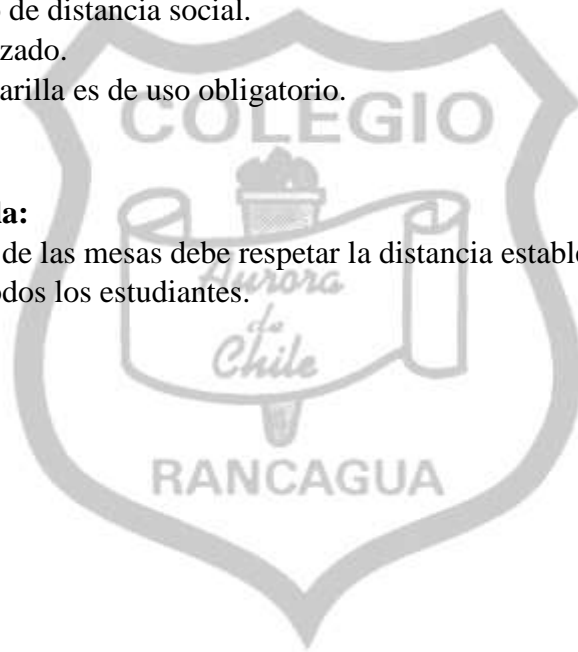 de distancia social.
zado.
arilla es de uso obligatorio.
COLEGIO
la:
de las mesas debe respetar la distancia estable
odos los estudiantes.
Aurora
de
Chile
RANCAGUA